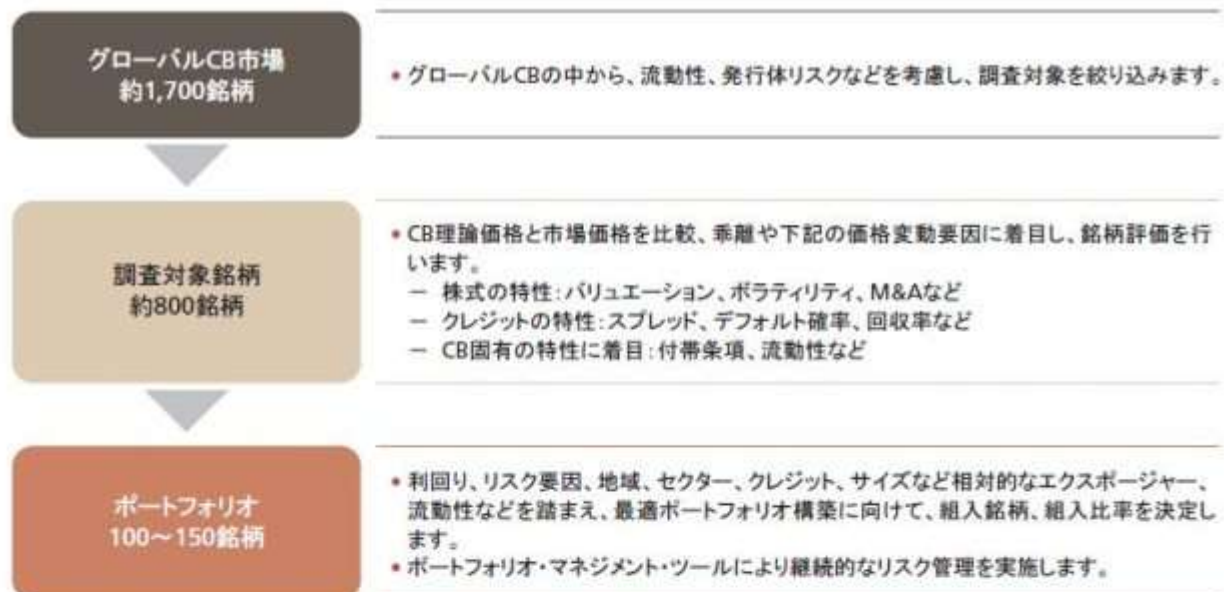 グローバルCB市場
約1,700銘柄
• グローバルCBの中から、流動性、発行体リスクなどを考慮し、調査対象を絞り込みます。
調査対象銘柄
約800銘柄
• CB理論価格と市場価格を比較、乖離や下記の価格変動要因に着目し、銘柄評価を行
います。
− 株式の特性:バリュエーション、ボラティリティ、M&Aなど
− クレジットの特性:スプレッド、デフォルト確率、回収率など
− CB固有の特性に着目:付帯条項、流動性など
ポートフォリオ
100～150銘柄
• 利回り、リスク要因、地域、セクター、クレジット、サイズなど相対的なエクスポージャー、
流動性などを踏まえ、最適ポートフォリオ構築に向けて、組入銘柄、組入比率を決定し
ます。
• ポートフォリオ・マネジメント・ツールにより継続的なリスク管理を実施します。